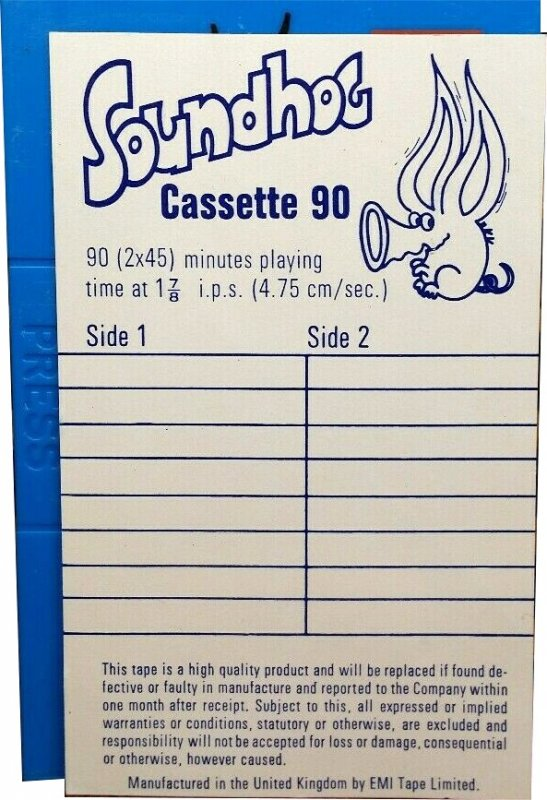 Soundhog
Cassette 90
90 (2x45) minutes playing
time at 1⅞ i.p.s. (4.75 cm/sec.)
Side 1 Side 2
PRESS
This tape is a high quality product and will be replaced if found de-
fective or faulty in manufacture and reported to the Company within
one month after receipt. Subject to this, all expressed or implied
warranties or conditions, statutory or otherwise, are excluded and
responsibility will not be accepted for loss or damage, consequential
or otherwise, however caused.
Manufactured in the United Kingdom by EMI Tape Limited.